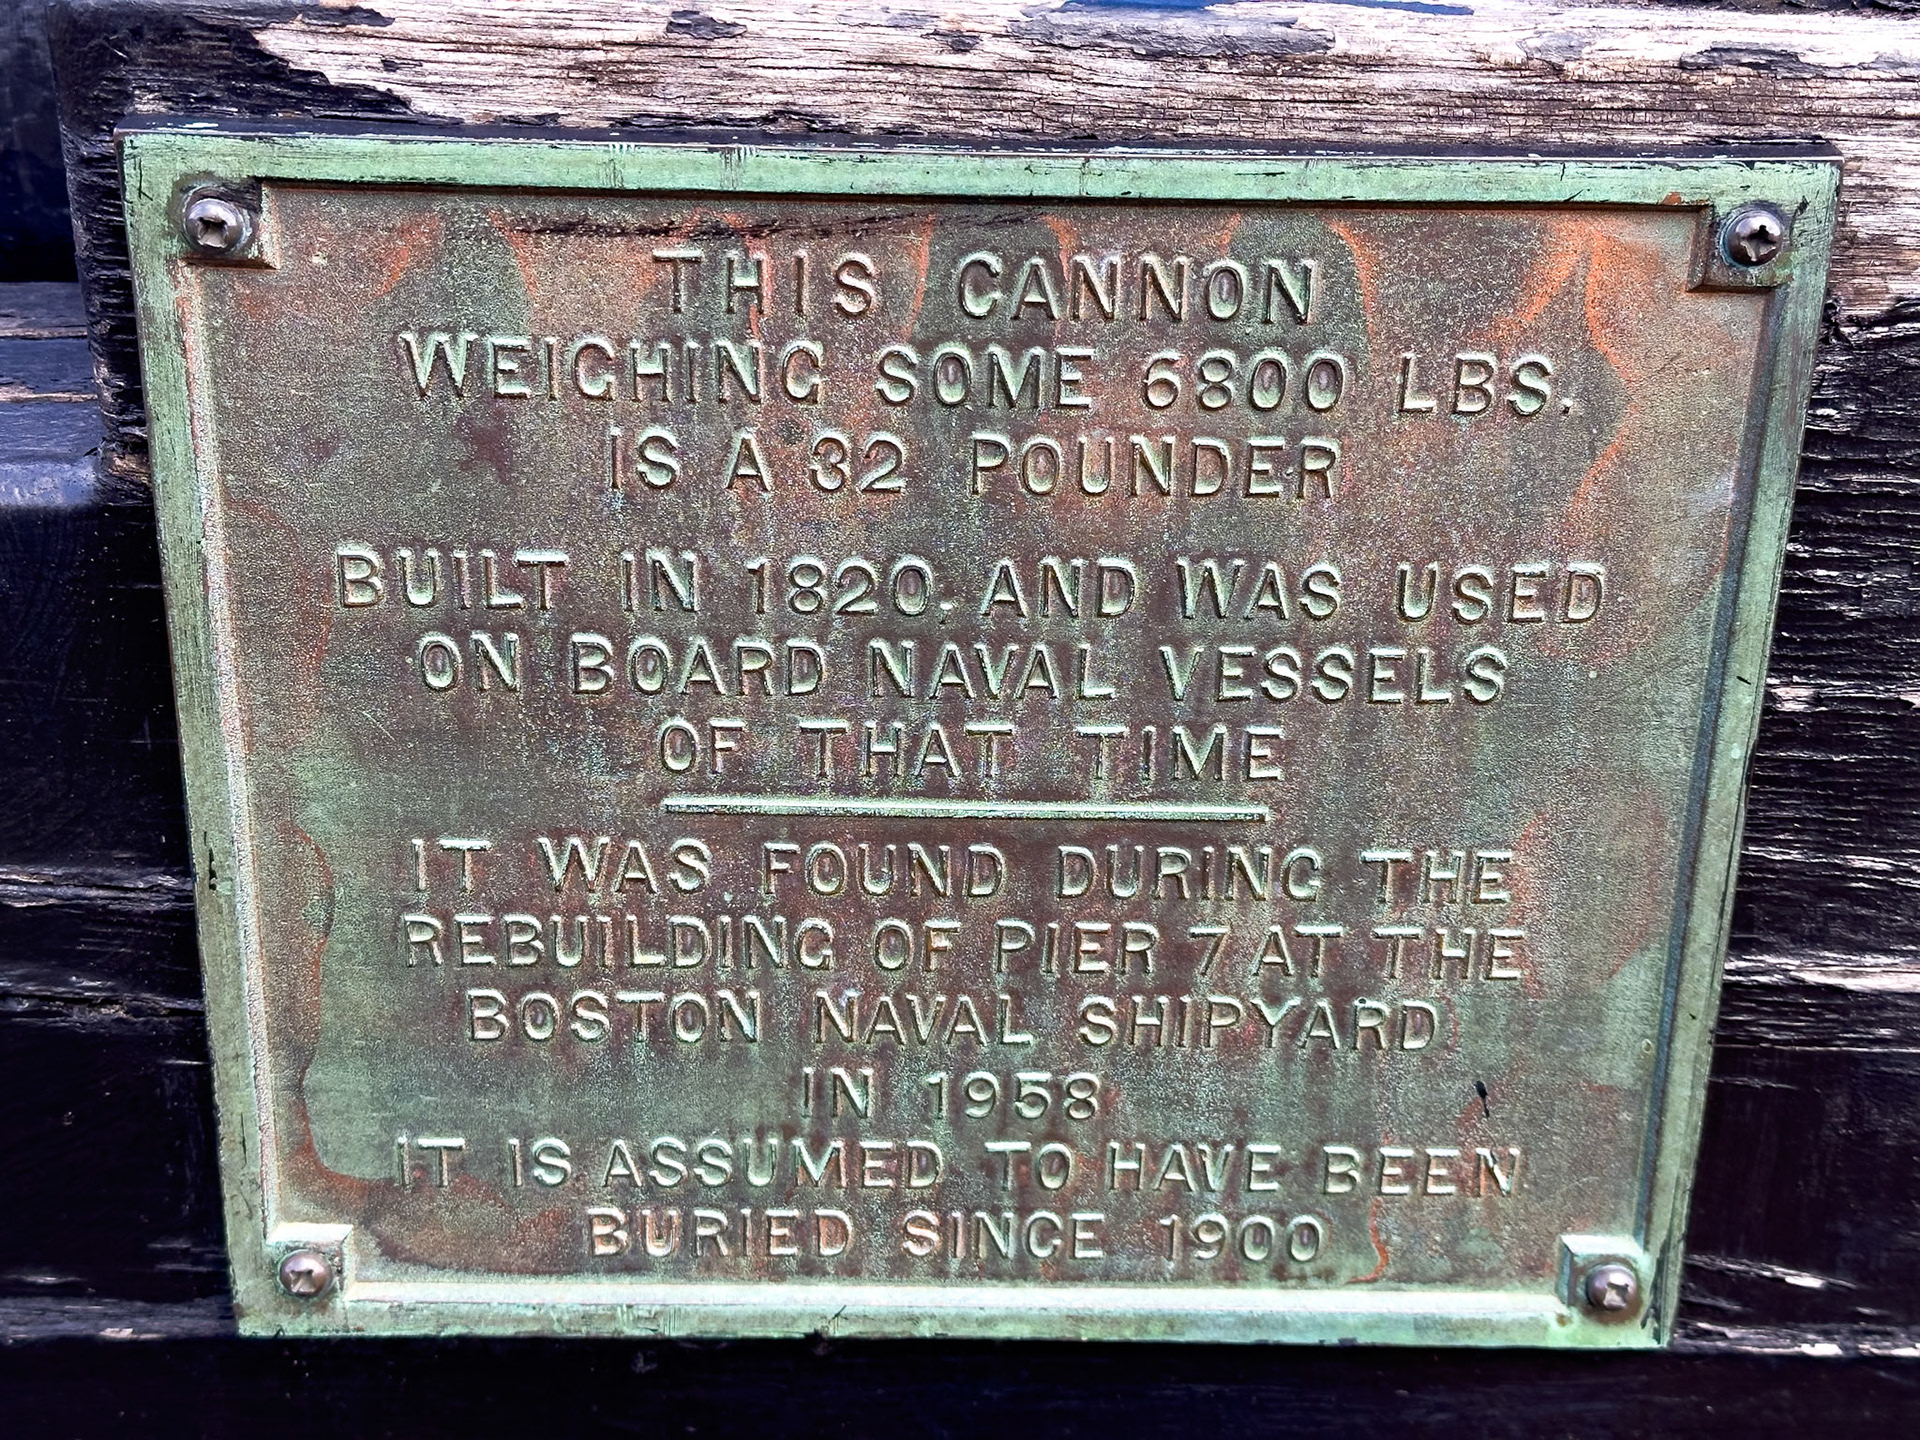 THIS CANNON
WEIGHING SOME 6800 LBS.
IS A 32 POUNDER
BUILT IN 1820, AND WAS USED
ON BOARD NAVAL VESSELS
OF THAT TIME
IT WAS FOUND DURING THE
REBUILDING OF PIER 7 AT THE
BOSTON NAVAL SHIPYARD
IN 1958
IT IS ASSUMED TO HAVE BEEN
BURIED SINCE 1900